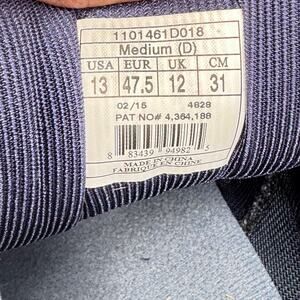 1101461D018
Medium (D)
USA EUR UK CM
13 47.5 12 31
02/15 4828
PAT NO# 4,364,188
8 83439 94982 5
MADE IN CHINA
FABRIQUE EN CHINE